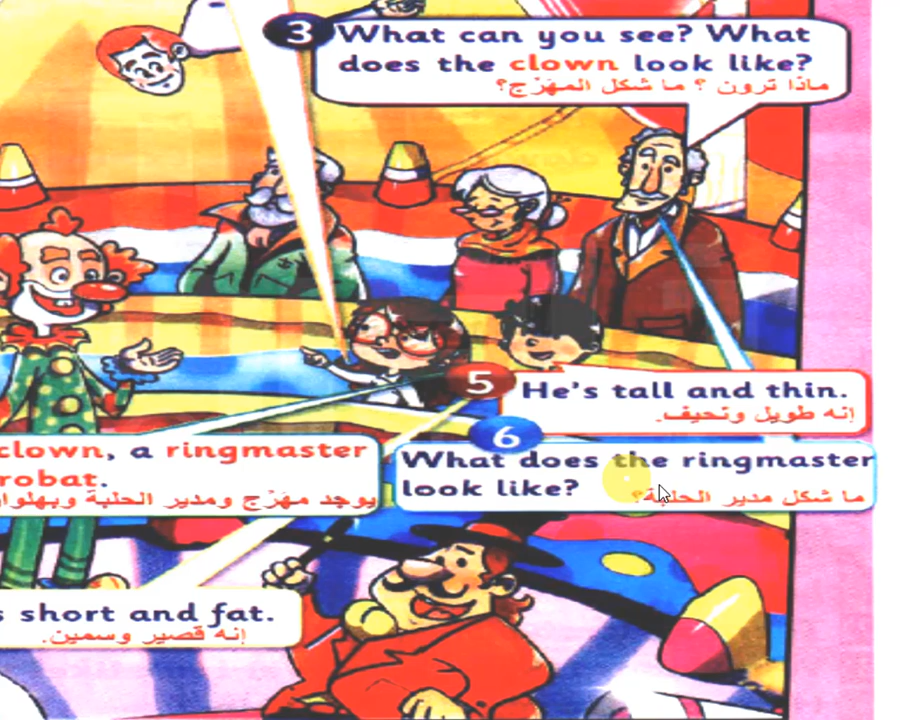 3
What can you see? What
does the clown look like?
ماذا ترون ؟ ما شكل المهَرّج؟
5
He's tall and thin.
إنه طويل ونحيف.
clown, a ringmaster
robat.
يوجد مهَرّج ومدير الحلبة وبهلوا
6
What does the ringmaster
look like?
ما شكل مدير الحلبة؟
s short and fat.
إنه قصير وسمين.